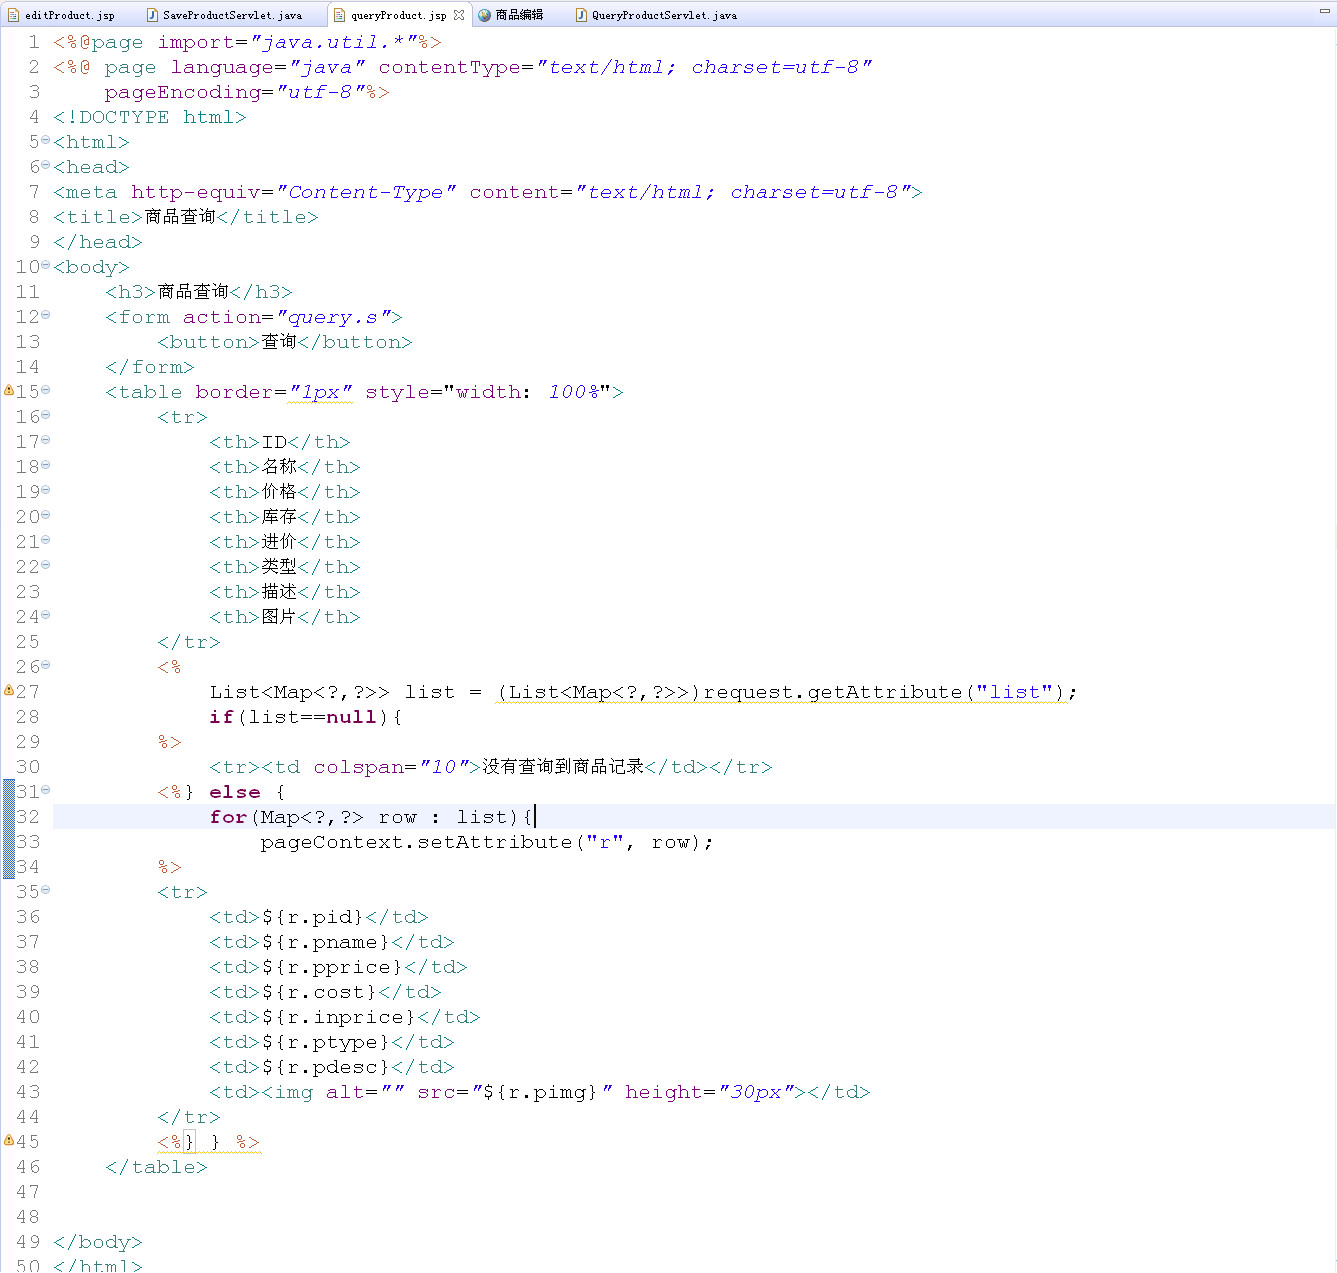 editProduct.jsp
SaveProductServlet.java
queryProduct.jsp
商品编辑
QueryProductServlet.java
1 <%@page import="java.util.*"%>
2 <%@ page language="java" contentType="text/html; charset=utf-8"
3     pageEncoding="utf-8"%>
4 <!DOCTYPE html>
5 <html>
6 <head>
7 <meta http-equiv="Content-Type" content="text/html; charset=utf-8">
8 <title>商品查询</title>
9 </head>
10 <body>
11     <h3>商品查询</h3>
12     <form action="query.s">
13         <button>查询</button>
14     </form>
15     <table border="1px" style="width: 100%">
16         <tr>
17             <th>ID</th>
18             <th>名称</th>
19             <th>价格</th>
20             <th>库存</th>
21             <th>进价</th>
22             <th>类型</th>
23             <th>描述</th>
24             <th>图片</th>
25         </tr>
26         <%
27             List<Map<?,?>> list = (List<Map<?,?>>)request.getAttribute("list");
28             if(list==null){
29         %>
30             <tr><td colspan="10">没有查询到商品记录</td></tr>
31         <%} else {
32             for(Map<?,?> row : list){
33                 pageContext.setAttribute("r", row);
34         %>
35         <tr>
36             <td>${r.pid}</td>
37             <td>${r.pname}</td>
38             <td>${r.pprice}</td>
39             <td>${r.cost}</td>
40             <td>${r.inprice}</td>
41             <td>${r.ptype}</td>
42             <td>${r.pdesc}</td>
43             <td><img alt="" src="${r.pimg}" height="30px"></td>
44         </tr>
45         <%} } %>
46     </table>
47
48
49 </body>
50 </html>